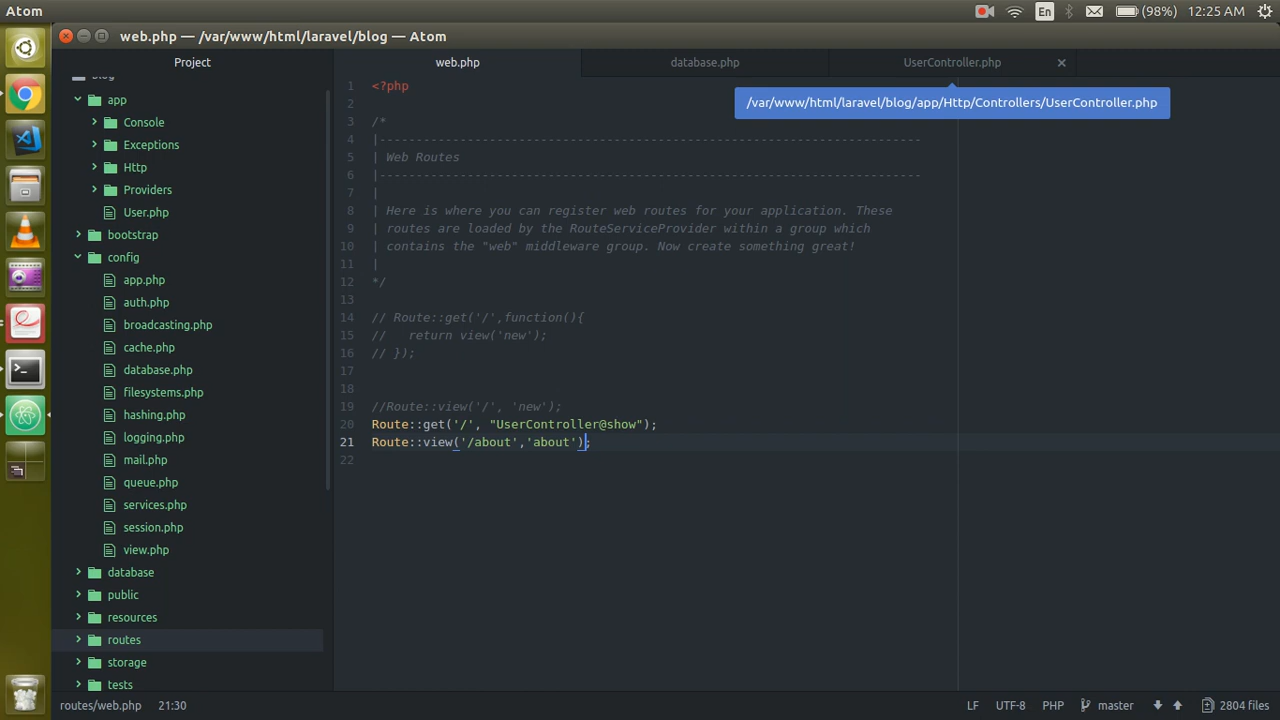 Atom
En
(98%)
12:25 AM
web.php — /var/www/html/laravel/blog — Atom
Project
web.php
database.php
UserController.php
/var/www/html/laravel/blog/app/Http/Controllers/UserController.php
app
Console
Exceptions
Http
Providers
User.php
bootstrap
config
app.php
auth.php
broadcasting.php
cache.php
database.php
filesystems.php
hashing.php
logging.php
mail.php
queue.php
services.php
session.php
view.php
database
public
resources
routes
storage
tests
1 <?php
2
3 /*
4 |--------------------------------------------------------------------------
5 | Web Routes
6 |--------------------------------------------------------------------------
7 |
8 | Here is where you can register web routes for your application. These
9 | routes are loaded by the RouteServiceProvider within a group which
10 | contains the "web" middleware group. Now create something great!
11 |
12 */
13
14 // Route::get('/',function(){
15 //   return view('new');
16 // });
17
18
19 //Route::view('/', 'new');
20 Route::get('/', "UserController@show");
21 Route::view('/about','about');
22
routes/web.php
21:30
LF
UTF-8
PHP
master
2804 files